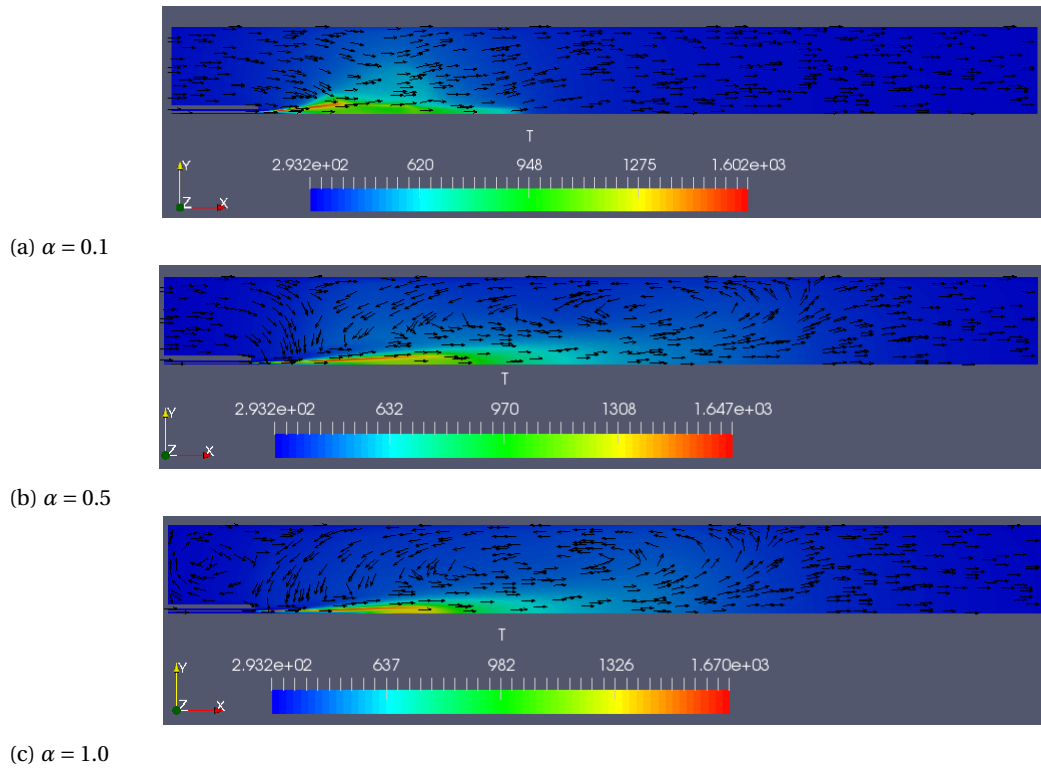 T
2.932e+02 620 948 1275 1.602e+03
Y
Z X
(a) α = 0.1
T
2.932e+02 632 970 1308 1.647e+03
Y
Z X
(b) α = 0.5
T
2.932e+02 637 982 1326 1.670e+03
Y
Z X
(c) α = 1.0